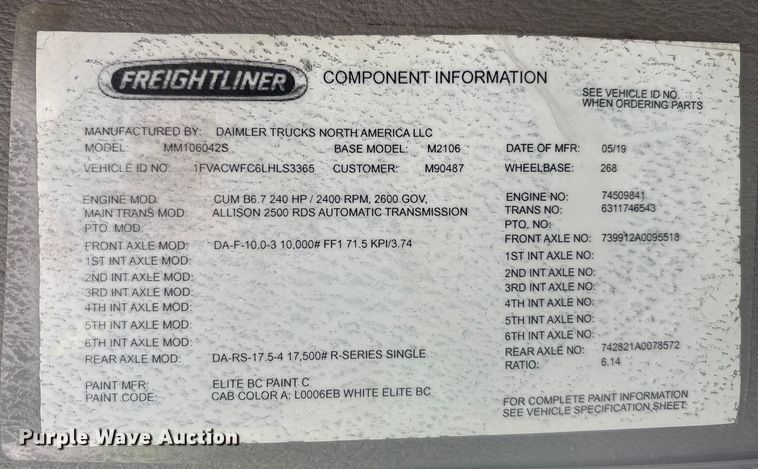 FREIGHTLINER
COMPONENT INFORMATION
SEE VEHICLE ID NO.
WHEN ORDERING PARTS
MANUFACTURED BY: DAIMLER TRUCKS NORTH AMERICA LLC
MODEL: MM106042S BASE MODEL: M2106 DATE OF MFR: 05/19
VEHICLE ID NO. 1FVACWFC6LHLS3365 CUSTOMER: M90487 WHEELBASE: 268
ENGINE MOD: CUM B6.7 240 HP / 2400 RPM, 2600 GOV, ENGINE NO: 74509841
MAIN TRANS MOD: ALLISON 2500 RDS AUTOMATIC TRANSMISSION TRANS NO: 6311746543
PTO. MOD: PTO, NO:
FRONT AXLE MOD: DA-F-10.0-3 10,000# FF1 71.5 KPI/3.74 FRONT AXLE NO: 739912A0095518
1ST INT AXLE MOD: 1ST INT AXLE NO:
2ND INT AXLE MOD: 2ND INT AXLE NO:
3RD INT AXLE MOD: 3RD INT AXLE NO:
4TH INT AXLE MOD: 4TH INT AXLE NO:
5TH INT AXLE MOD: 5TH INT AXLE NO:
6TH INT AXLE MOD: 6TH INT AXLE NO:
REAR AXLE MOD: DA-RS-17.5-4 17,500# R-SERIES SINGLE REAR AXLE NO: 742821A0078572
RATIO: 6.14
PAINT MFR: ELITE BC PAINT C
PAINT CODE: CAB COLOR A: L0006EB WHITE ELITE BC
FOR COMPLETE PAINT INFORMATION
SEE VEHICLE SPECIFICATION SHEET.
Purple Wave Auction